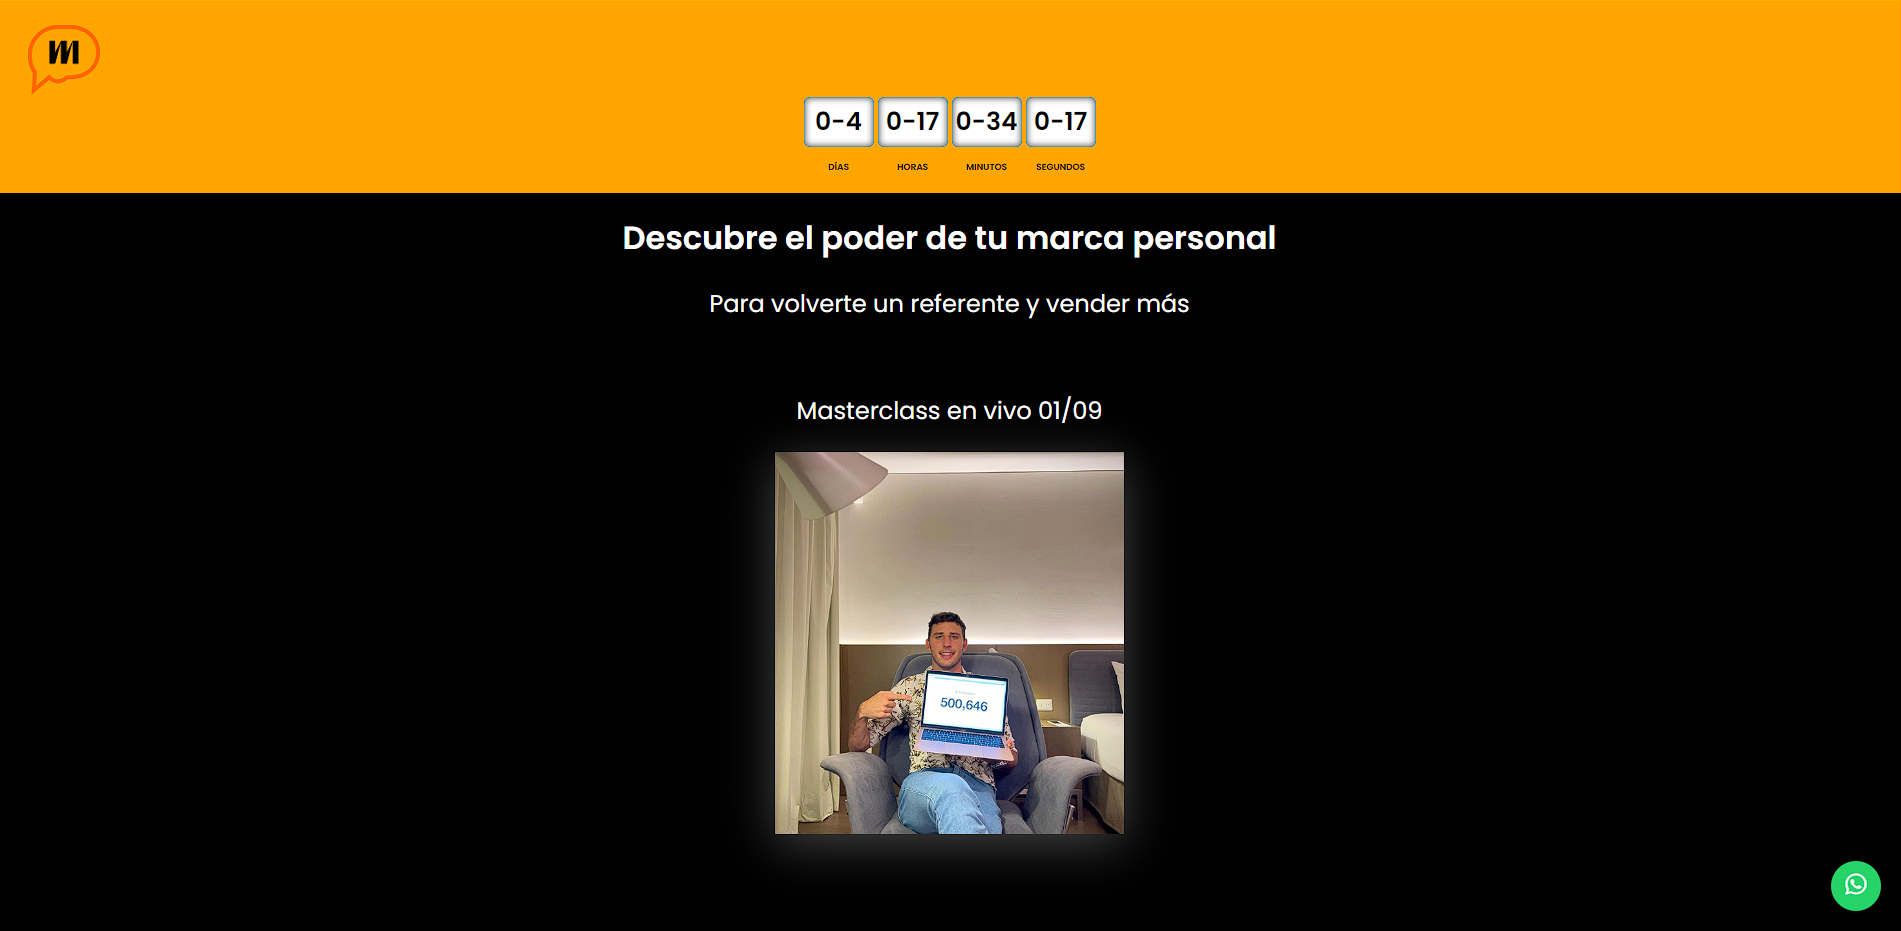 M
0-4 0-17 0-34 0-17
DÍAS HORAS MINUTOS SEGUNDOS
Descubre el poder de tu marca personal
Para volverte un referente y vender más
Masterclass en vivo 01/09
500,646